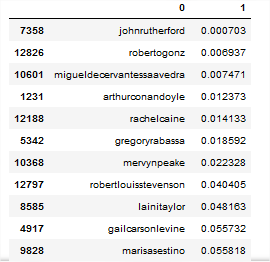 0 1
7358 johnrutherford 0.000703
12826 robertogonz 0.006937
10601 migueldecervantessaavedra 0.007471
1231 arthurconandoyle 0.012373
12188 rachelcaine 0.014133
5342 gregoryrabassa 0.018592
10368 mervynpeake 0.022328
12797 robertlouisstevenson 0.040405
8585 lainitaylor 0.048163
4917 gailcarsonlevine 0.055732
9828 marisasestino 0.055818